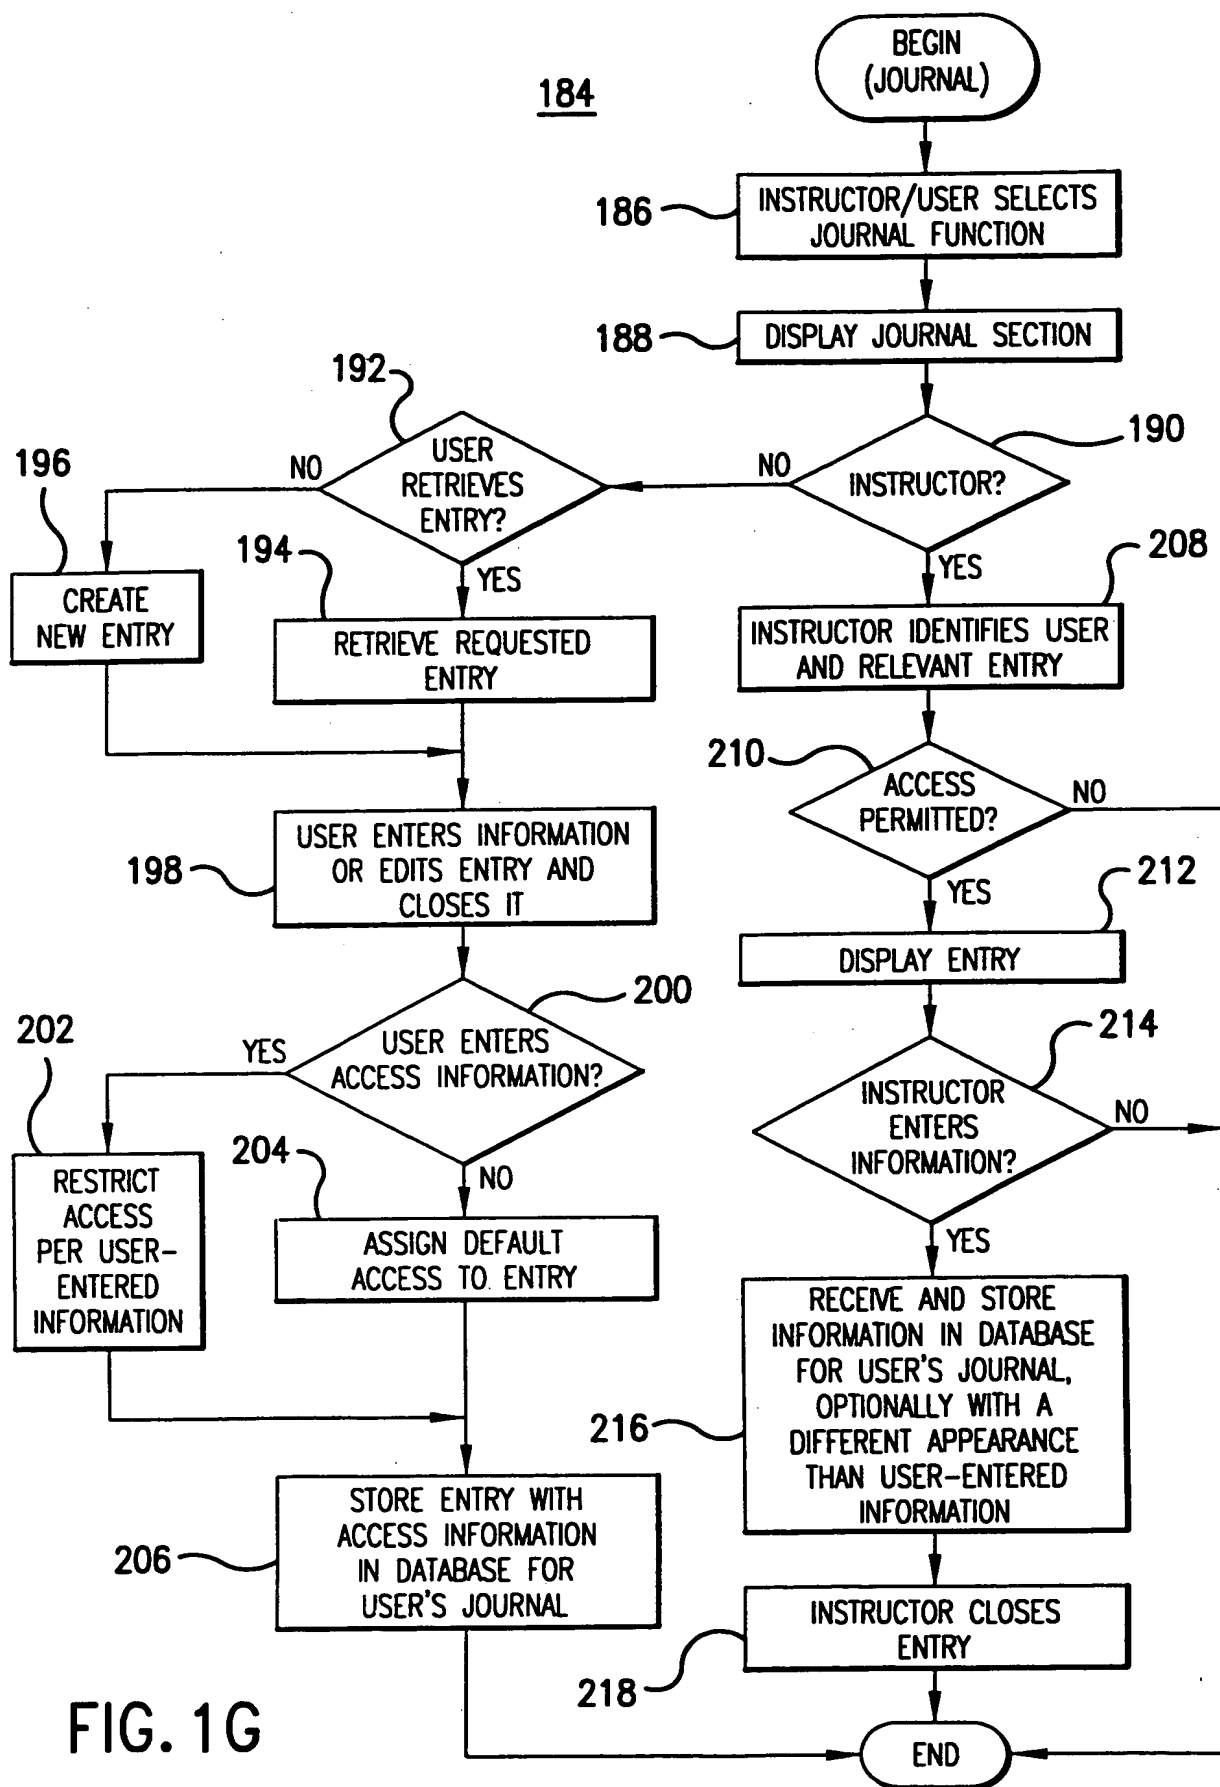 184
BEGIN
(JOURNAL)
186
INSTRUCTOR/USER SELECTS
JOURNAL FUNCTION
188
DISPLAY JOURNAL SECTION
190
INSTRUCTOR?
NO
YES
192
USER
RETRIEVES
ENTRY?
NO
YES
196
CREATE
NEW ENTRY
194
RETRIEVE REQUESTED
ENTRY
198
USER ENTERS INFORMATION
OR EDITS ENTRY AND
CLOSES IT
200
USER ENTERS
ACCESS INFORMATION?
YES
NO
202
RESTRICT
ACCESS
PER USER-
ENTERED
INFORMATION
204
ASSIGN DEFAULT
ACCESS TO ENTRY
206
STORE ENTRY WITH
ACCESS INFORMATION
IN DATABASE FOR
USER'S JOURNAL
208
INSTRUCTOR IDENTIFIES USER
AND RELEVANT ENTRY
210
ACCESS
PERMITTED?
NO
YES
212
DISPLAY ENTRY
214
INSTRUCTOR
ENTERS
INFORMATION?
NO
YES
216
RECEIVE AND STORE
INFORMATION IN DATABASE
FOR USER'S JOURNAL,
OPTIONALLY WITH A
DIFFERENT APPEARANCE
THAN USER-ENTERED
INFORMATION
218
INSTRUCTOR CLOSES
ENTRY
END
FIG. 1G